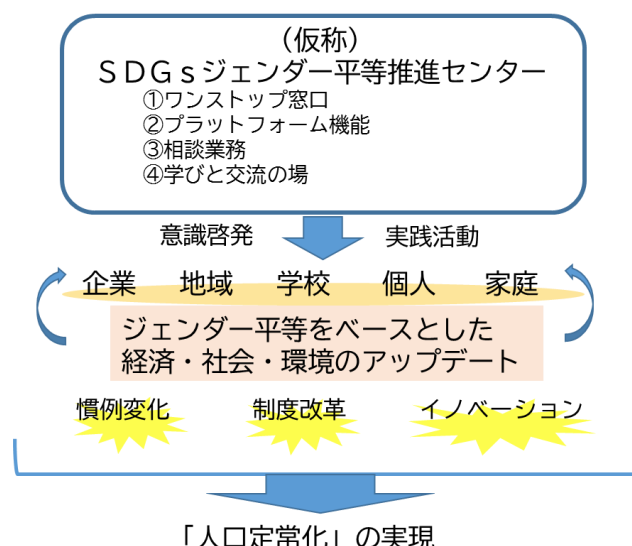 （仮称）
ＳＤＧｓジェンダー平等推進センター
①ワンストップ窓口
②プラットフォーム機能
③相談業務
④学びと交流の場
意識啓発　実践活動
企業　地域　学校　個人　家庭
ジェンダー平等をベースとした
経済・社会・環境のアップデート
慣例変化　制度改革　イノベーション
「人口定常化」の実現